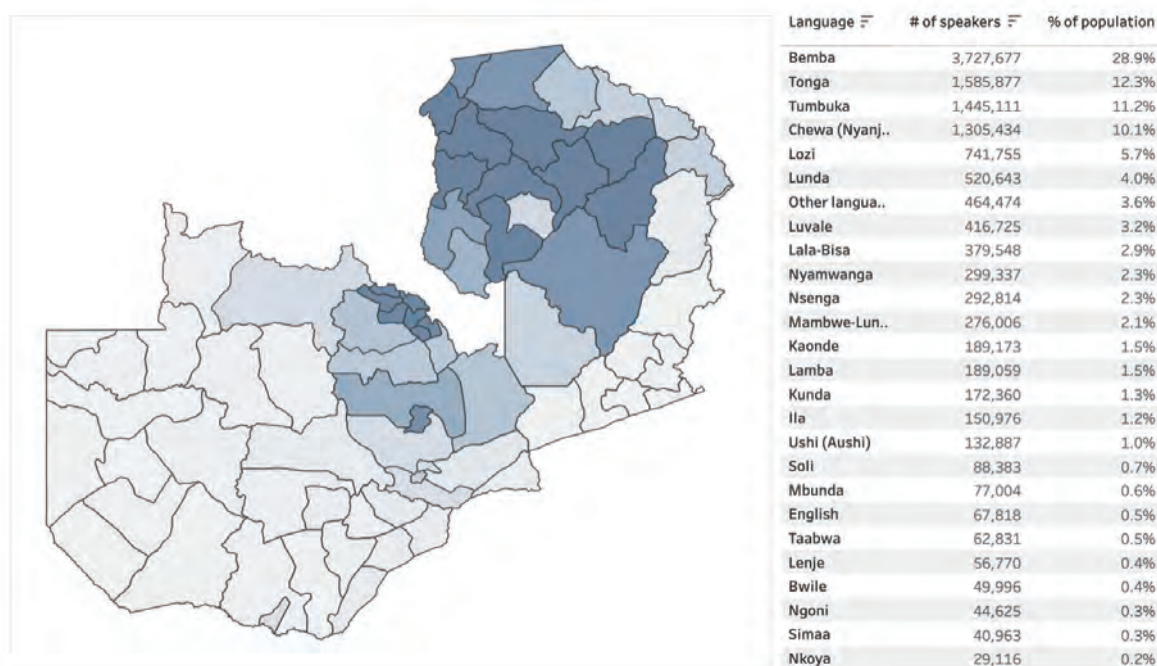 Language # of speakers % of population
Bemba 3,727,677 28.9%
Tonga 1,585,877 12.3%
Tumbuka 1,445,111 11.2%
Chewa (Nyanj.. 1,305,434 10.1%
Lozi 741,755 5.7%
Lunda 520,643 4.0%
Other langua.. 464,474 3.6%
Luvale 416,725 3.2%
Lala-Bisa 379,548 2.9%
Nyamwanga 299,337 2.3%
Nsenga 292,814 2.3%
Mambwe-Lun.. 276,006 2.1%
Kaonde 189,173 1.5%
Lamba 189,059 1.5%
Kunda 172,360 1.3%
Ila 150,976 1.2%
Ushi (Aushi) 132,887 1.0%
Soli 88,383 0.7%
Mbunda 77,004 0.6%
English 67,818 0.5%
Taabwa 62,831 0.5%
Lenje 56,770 0.4%
Bwile 49,996 0.4%
Ngoni 44,625 0.3%
Simaa 40,963 0.3%
Nkoya 29,116 0.2%